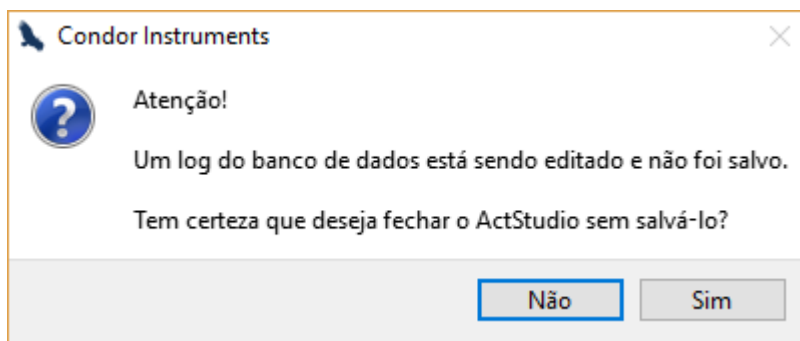 Condor Instruments
Atenção!
Um log do banco de dados está sendo editado e não foi salvo.
Tem certeza que deseja fechar o ActStudio sem salvá-lo?
Não
Sim